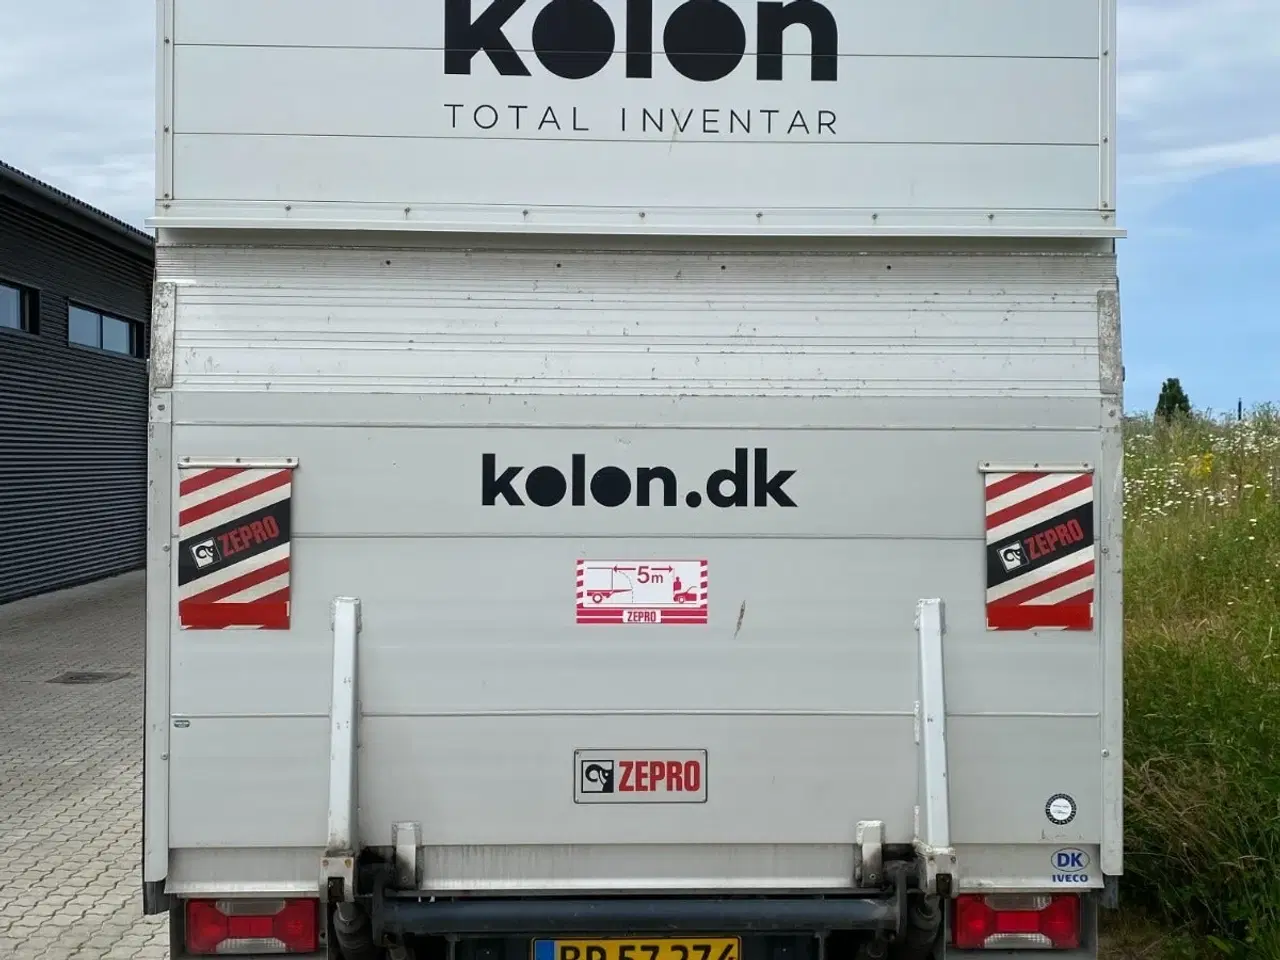 kolon
TOTAL INVENTAR
kolon.dk
ZEPRO
ZEPRO
5m
ZEPRO
ZEPRO
DK
IVECO